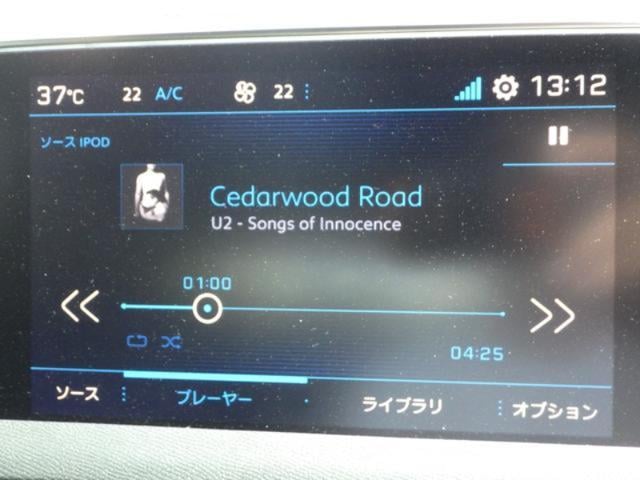 37°C 22 A/C 22 13:12
ソース IPOD
Cedarwood Road
U2 - Songs of Innocence
01:00
04:25
ソース プレーヤー ライブラリ オプション